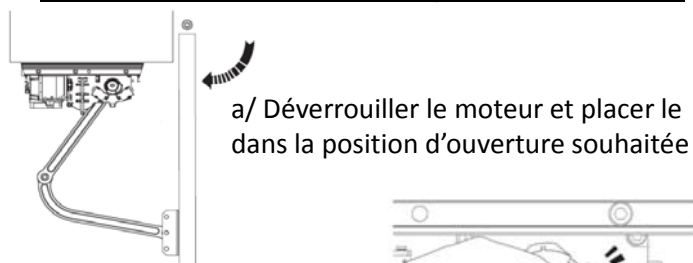 a/ Déverrouiller le moteur et placer le
dans la position d’ouverture souhaitée